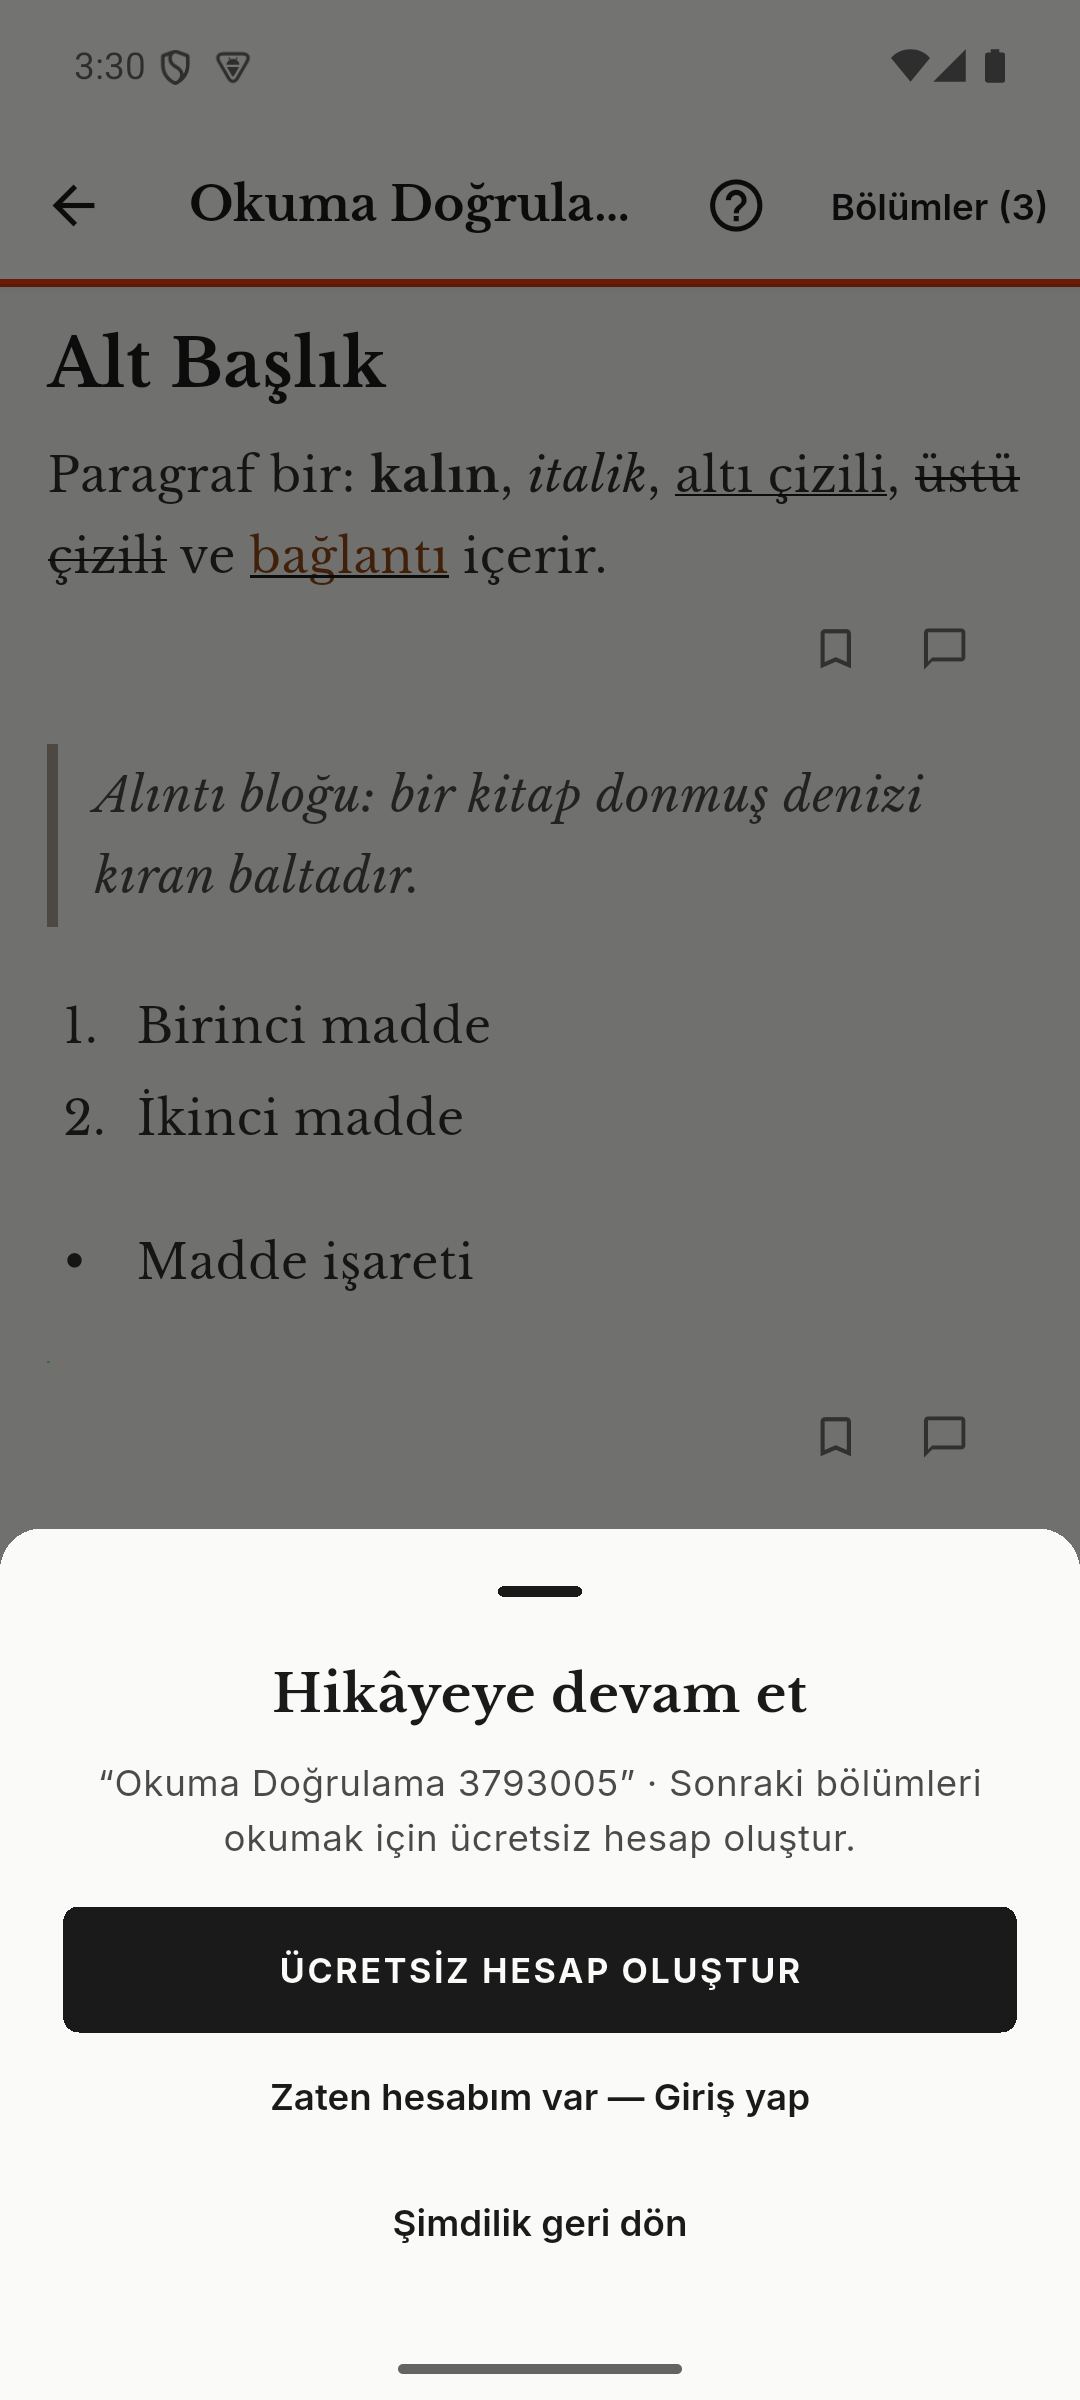 3:30
Okuma Doğrula...
Bölümler (3)
Alt Başlık
Paragraf bir: kalın, italik, altı çizili, üstü
çizili ve bağlantı içerir.
Alıntı bloğu: bir kitap donmuş denizi
kıran baltadır.
1. Birinci madde
2. İkinci madde
• Madde işareti
Hikâyeye devam et
“Okuma Doğrulama 3793005” · Sonraki bölümleri
okumak için ücretsiz hesap oluştur.
ÜCRETSİZ HESAP OLUŞTUR
Zaten hesabım var — Giriş yap
Şimdilik geri dön